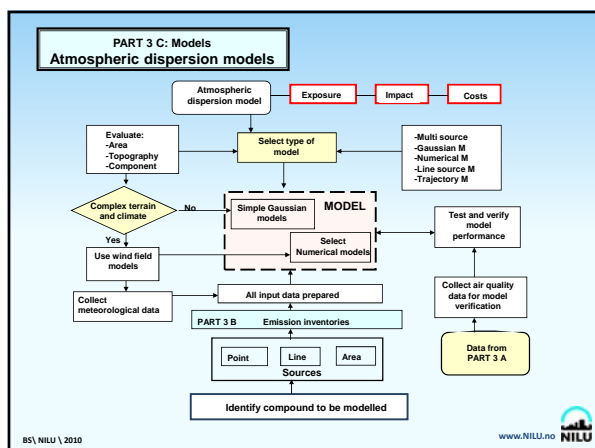 PART 3 C: Models
Atmospheric dispersion models
Atmospheric
dispersion model
Exposure
Impact
Costs
Evaluate:
-Area
-Topography
-Component
Select type of
model
-Multi source
-Gaussian M
-Numerical M
-Line source M
-Trajectory M
Complex terrain
and climate
No
Yes
Simple Gaussian
models
MODEL
Select
Numerical models
Test and verify
model
performance
Use wind field
models
Collect
meteorological data
All input data prepared
Collect air quality
data for model
verification
PART 3 B Emission inventories
Point
Line
Area
Sources
Data from
PART 3 A
Identify compound to be modelled
BS\ NILU \ 2010
www.NILU.no
NILU